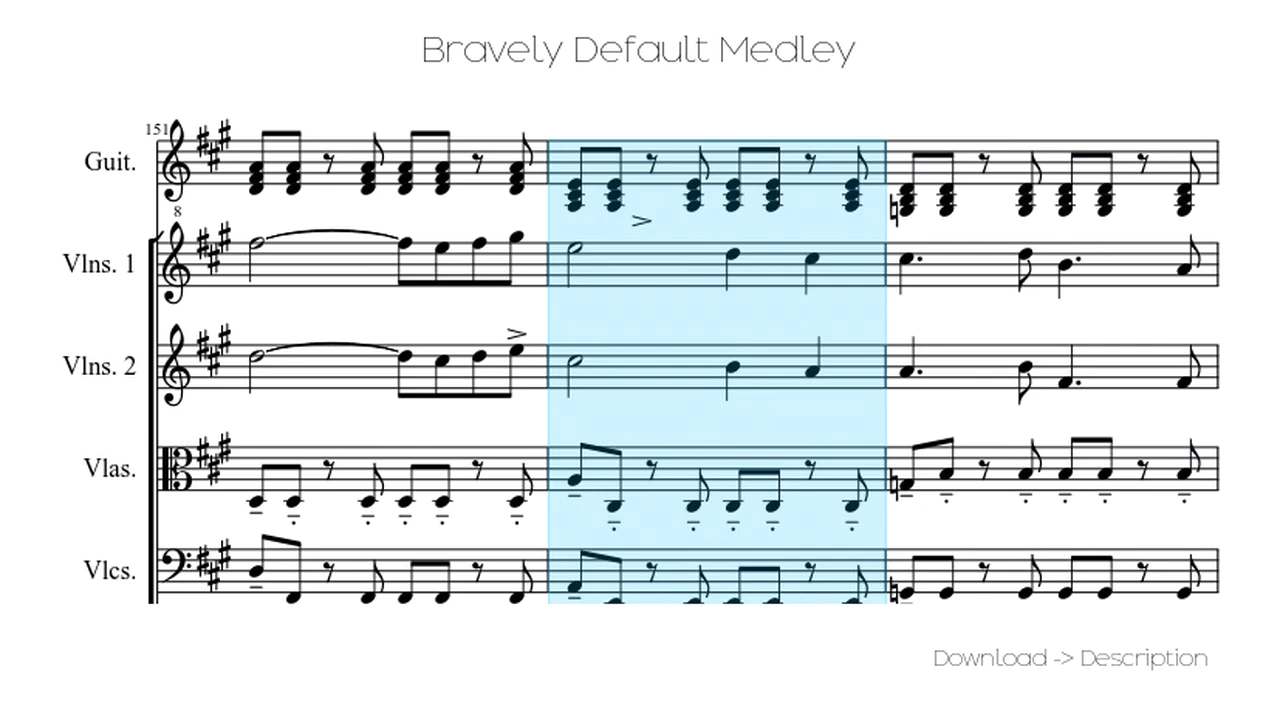 Bravely Default Medley
151
Guit.
8
Vlns. 1
Vlns. 2
Vlas.
Vlcs.
Download -> Description